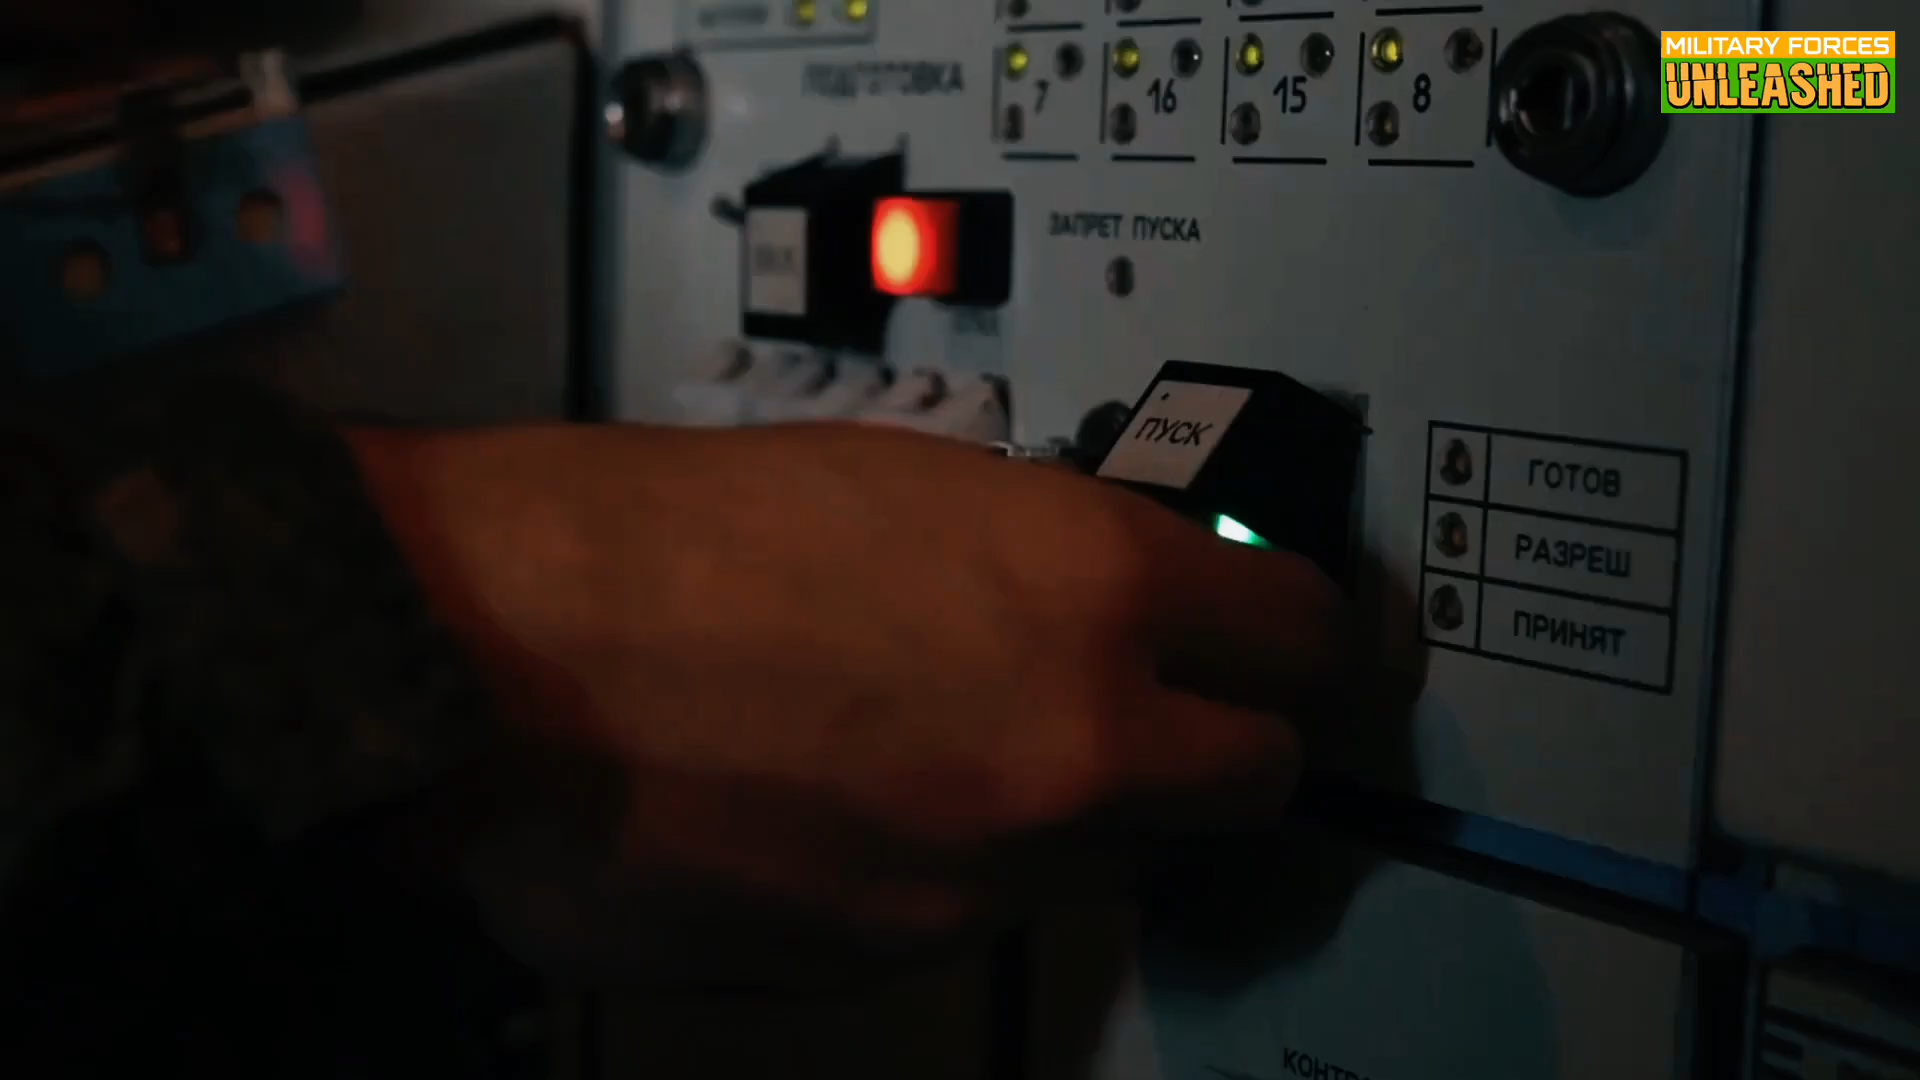 MILITARY FORCES
UNLEASHED
ПОДГОТОВКА
7
16
15
8
ЗАПРЕТ ПУСКА
ПУСК
ГОТОВ
РАЗРЕШ
ПРИНЯТ